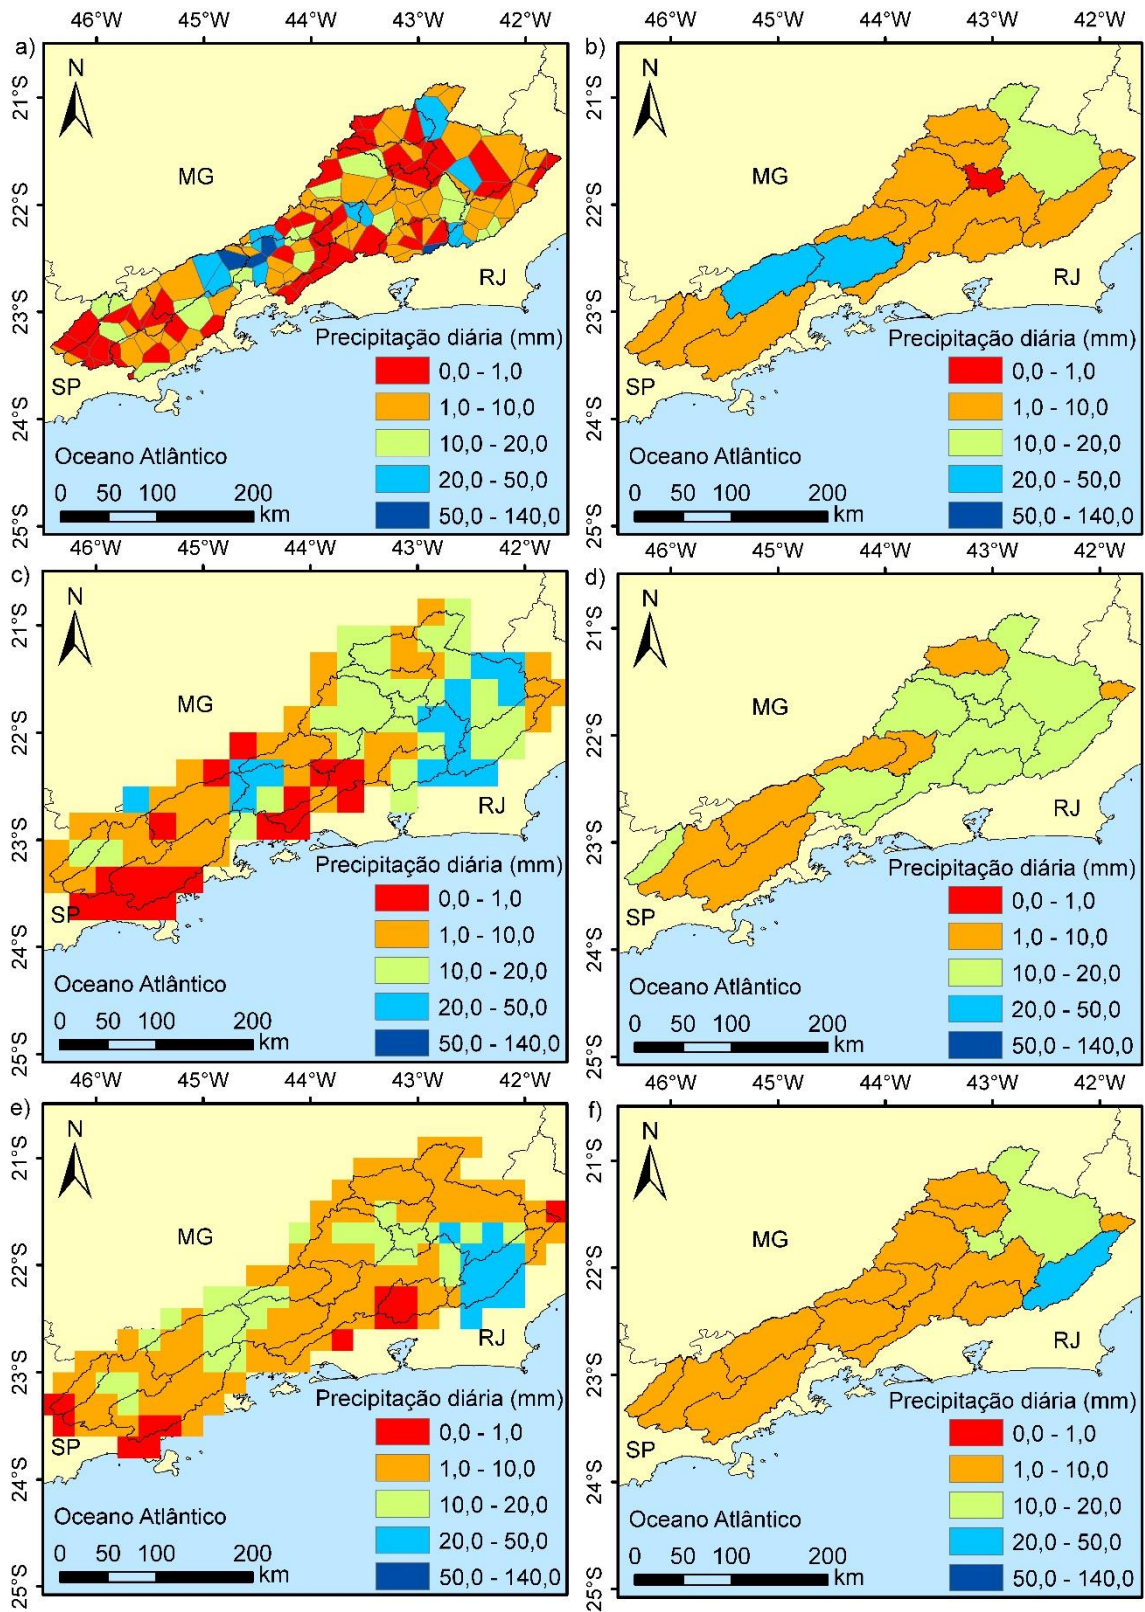 46°W 45°W 44°W 43°W 42°W
46°W 45°W 44°W 43°W 42°W
a)
N
21°S
22°S
23°S
24°S
25°S
MG
RJ
SP
Oceano Atlântico
0 50 100 200
km
Precipitação diária (mm)
0,0 - 1,0
1,0 - 10,0
10,0 - 20,0
20,0 - 50,0
50,0 - 140,0
b)
N
21°S
22°S
23°S
24°S
25°S
MG
RJ
SP
Oceano Atlântico
0 50 100 200
km
Precipitação diária (mm)
0,0 - 1,0
1,0 - 10,0
10,0 - 20,0
20,0 - 50,0
50,0 - 140,0
46°W 45°W 44°W 43°W 42°W
46°W 45°W 44°W 43°W 42°W
c)
N
21°S
22°S
23°S
24°S
25°S
MG
RJ
SP
Oceano Atlântico
0 50 100 200
km
Precipitação diária (mm)
0,0 - 1,0
1,0 - 10,0
10,0 - 20,0
20,0 - 50,0
50,0 - 140,0
d)
N
21°S
22°S
23°S
24°S
25°S
MG
RJ
SP
Oceano Atlântico
0 50 100 200
km
Precipitação diária (mm)
0,0 - 1,0
1,0 - 10,0
10,0 - 20,0
20,0 - 50,0
50,0 - 140,0
46°W 45°W 44°W 43°W 42°W
46°W 45°W 44°W 43°W 42°W
e)
N
21°S
22°S
23°S
24°S
25°S
MG
RJ
SP
Oceano Atlântico
0 50 100 200
km
Precipitação diária (mm)
0,0 - 1,0
1,0 - 10,0
10,0 - 20,0
20,0 - 50,0
50,0 - 140,0
f)
N
21°S
22°S
23°S
24°S
25°S
MG
RJ
SP
Oceano Atlântico
0 50 100 200
km
Precipitação diária (mm)
0,0 - 1,0
1,0 - 10,0
10,0 - 20,0
20,0 - 50,0
50,0 - 140,0